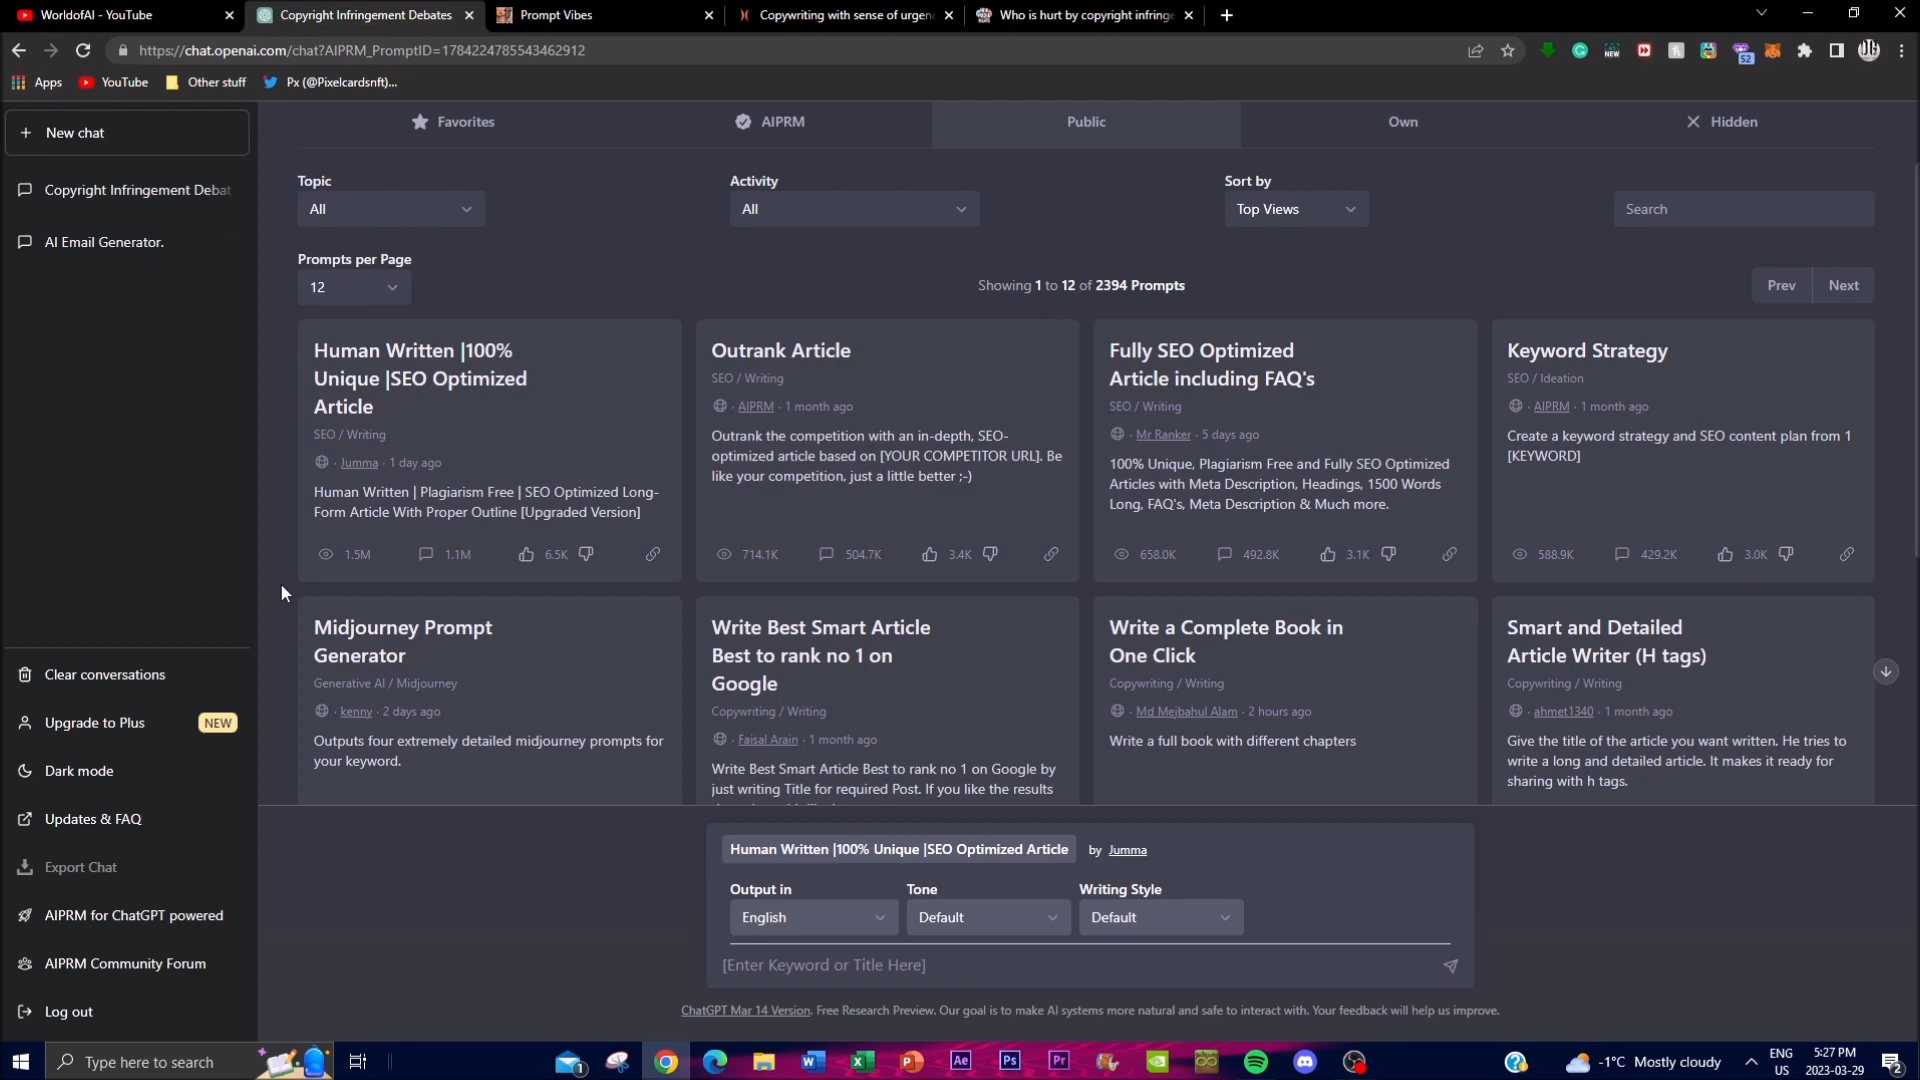 WorldofAI - YouTube
Copyright Infringement Debates
Prompt Vibes
Copywriting with sense of urgen
Who is hurt by copyright infringe
https://chat.openai.com/chat?AIPRM_PromptID=1784224785543462912
NEW
52
Apps
YouTube
Other stuff
Px (@Pixelcardsnft)...
New chat
Copyright Infringement Debat
AI Email Generator.
Clear conversations
Upgrade to Plus
NEW
Dark mode
Updates & FAQ
Export Chat
AIPRM for ChatGPT powered
AIPRM Community Forum
Log out
Favorites
AIPRM
Public
Own
Hidden
Topic
All
Activity
All
Sort by
Top Views
Search
Prompts per Page
12
Showing 1 to 12 of 2394 Prompts
Prev
Next
Human Written |100%
Unique |SEO Optimized
Article
SEO / Writing
· Jumma · 1 day ago
Human Written | Plagiarism Free | SEO Optimized Long-
Form Article With Proper Outline [Upgraded Version]
1.5M
1.1M
6.5K
Outrank Article
SEO / Writing
· AIPRM · 1 month ago
Outrank the competition with an in-depth, SEO-
optimized article based on [YOUR COMPETITOR URL]. Be
like your competition, just a little better ;-)
714.1K
504.7K
3.4K
Fully SEO Optimized
Article including FAQ's
SEO / Writing
· Mr Ranker · 5 days ago
100% Unique, Plagiarism Free and Fully SEO Optimized
Articles with Meta Description, Headings, 1500 Words
Long, FAQ's, Meta Description & Much more.
658.0K
492.8K
3.1K
Keyword Strategy
SEO / Ideation
· AIPRM · 1 month ago
Create a keyword strategy and SEO content plan from 1
[KEYWORD]
588.9K
429.2K
3.0K
Midjourney Prompt
Generator
Generative AI / Midjourney
· kenny · 2 days ago
Outputs four extremely detailed midjourney prompts for
your keyword.
Write Best Smart Article
Best to rank no 1 on
Google
Copywriting / Writing
· Faisal Arain · 1 month ago
Write Best Smart Article Best to rank no 1 on Google by
just writing Title for required Post. If you like the results
Write a Complete Book in
One Click
Copywriting / Writing
· Md Mejbahul Alam · 2 hours ago
Write a full book with different chapters
Smart and Detailed
Article Writer (H tags)
Copywriting / Writing
· ahmet1340 · 1 month ago
Give the title of the article you want written. He tries to
write a long and detailed article. It makes it ready for
sharing with h tags.
Human Written |100% Unique |SEO Optimized Article by Jumma
Output in
English
Tone
Default
Writing Style
Default
[Enter Keyword or Title Here]
ChatGPT Mar 14 Version. Free Research Preview. Our goal is to make AI systems more natural and safe to interact with. Your feedback will help us improve.
Type here to search
1
W
X
P
Ae
Ps
Pr
-1°C Mostly cloudy
ENG
US
5:27 PM
2023-03-29
2